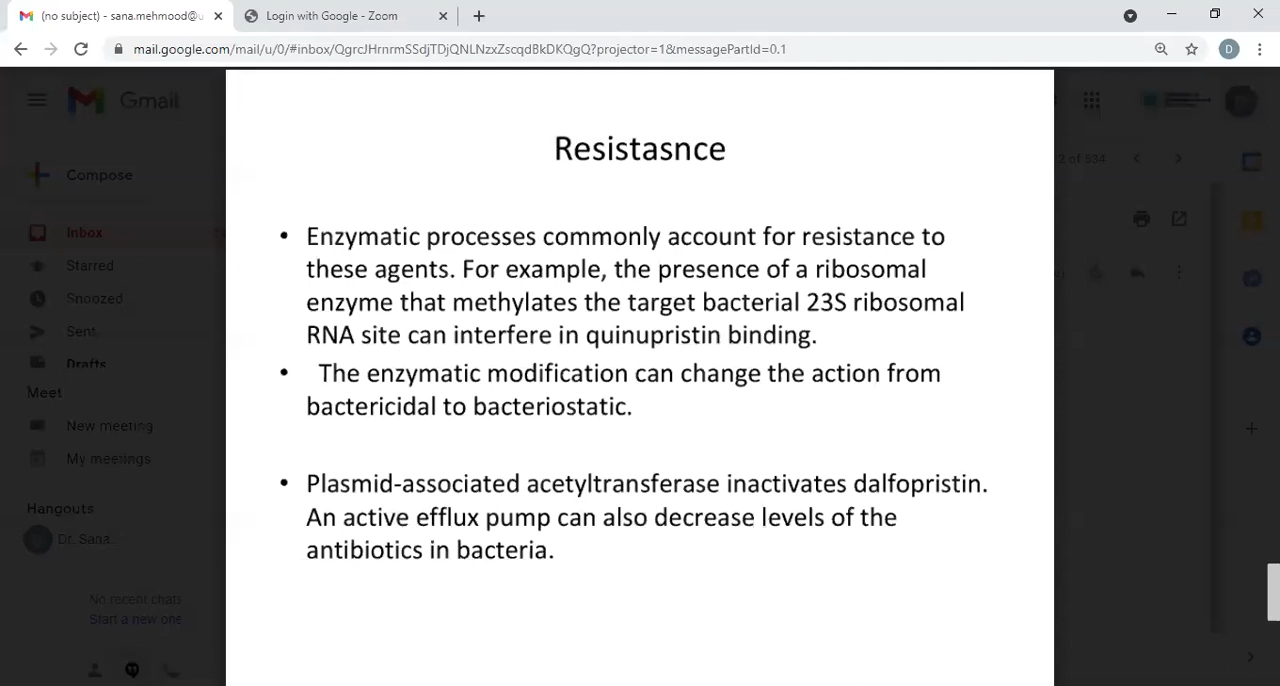 (no subject) - sana.mehmood@u
Login with Google - Zoom
mail.google.com/mail/u/0/#inbox/QgrcJHrnrmSSdjTDjQNLNzxZscqdBkDKQgQ?projector=1&messagePartId=0.1
D
Gmail
Compose
Inbox
Starred
Snoozed
Sent
Drafts
Meet
New meeting
My meetings
Hangouts
Dr. Sana
No recent chats
Start a new one
2 of 534
Resistasnce
• Enzymatic processes commonly account for resistance to
these agents. For example, the presence of a ribosomal
enzyme that methylates the target bacterial 23S ribosomal
RNA site can interfere in quinupristin binding.
• The enzymatic modification can change the action from
bactericidal to bacteriostatic.
• Plasmid-associated acetyltransferase inactivates dalfopristin.
An active efflux pump can also decrease levels of the
antibiotics in bacteria.